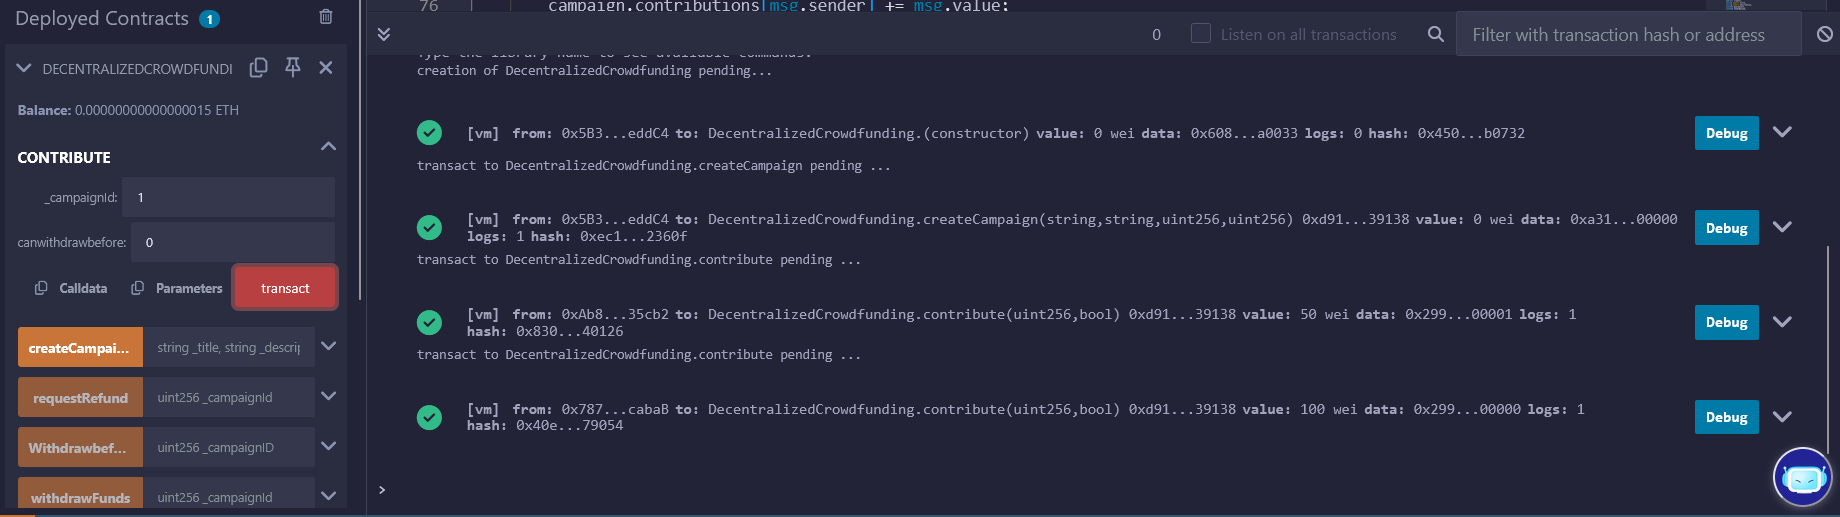 Deployed Contracts 1
DECENTRALIZEDCROWDFUNDI
Balance: 0.00000000000000015 ETH
CONTRIBUTE
_campaignId: 1
canwithdrawbefore: 0
Calldata Parameters transact
createCampai... string _title, string _descrip
requestRefund uint256 _campaignId
Withdrawbef... uint256 _campaignID
withdrawFunds uint256 _campaignId
76 campaign.contributions[msg.sender] += msg.value;
0 Listen on all transactions Filter with transaction hash or address
Type the library name to see available commands.
creation of DecentralizedCrowdfunding pending...
[vm] from: 0x5B3...eddC4 to: DecentralizedCrowdfunding.(constructor) value: 0 wei data: 0x608...a0033 logs: 0 hash: 0x450...b0732 Debug
transact to DecentralizedCrowdfunding.createCampaign pending ...
[vm] from: 0x5B3...eddC4 to: DecentralizedCrowdfunding.createCampaign(string,string,uint256,uint256) 0xd91...39138 value: 0 wei data: 0xa31...00000 Debug
logs: 1 hash: 0xec1...2360f
transact to DecentralizedCrowdfunding.contribute pending ...
[vm] from: 0xAb8...35cb2 to: DecentralizedCrowdfunding.contribute(uint256,bool) 0xd91...39138 value: 50 wei data: 0x299...00001 logs: 1 Debug
hash: 0x830...40126
transact to DecentralizedCrowdfunding.contribute pending ...
[vm] from: 0x787...cabaB to: DecentralizedCrowdfunding.contribute(uint256,bool) 0xd91...39138 value: 100 wei data: 0x299...00000 logs: 1 Debug
hash: 0x40e...79054
>